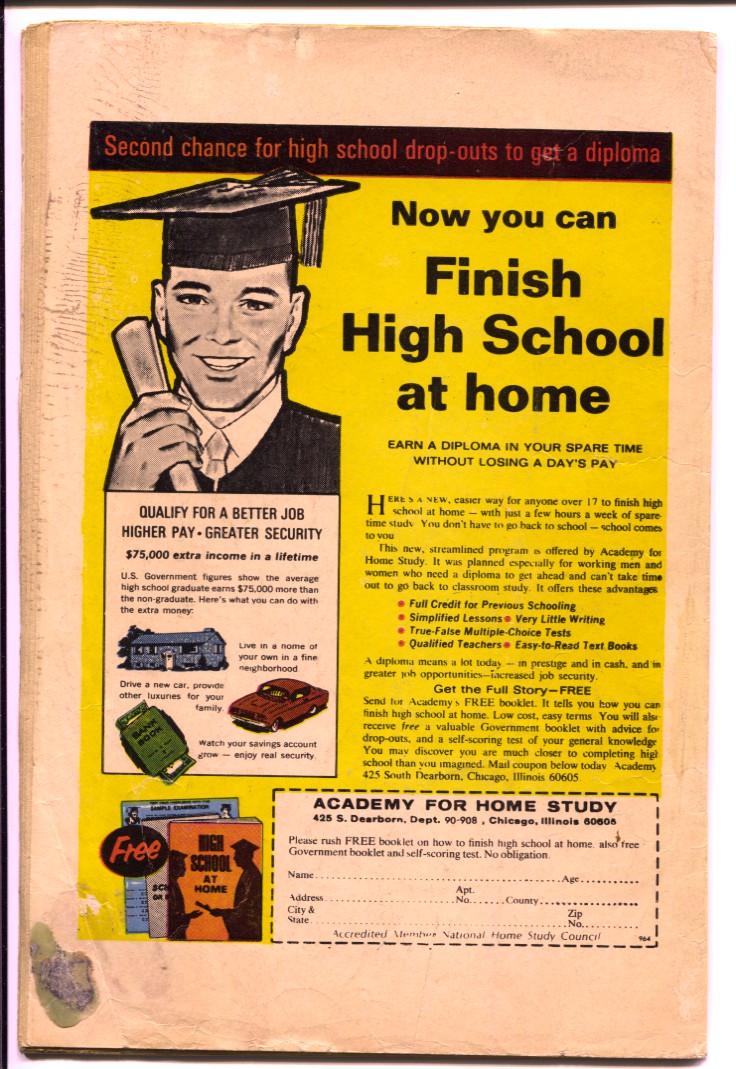 Second chance for high school drop-outs to get a diploma
Now you can
Finish
High School
at home
EARN A DIPLOMA IN YOUR SPARE TIME
WITHOUT LOSING A DAY'S PAY
HERE'S A NEW, easier way for anyone over 17 to finish high
school at home — with just a few hours a week of spare-
time study You don't have to go back to school — school comes
to you
This new, streamlined program is offered by Academy for
Home Study. It was planned especially for working men and
women who need a diploma to get ahead and can't take time
out to go back to classroom study. It offers these advantages
• Full Credit for Previous Schooling
• Simplified Lessons • Very Little Writing
• True-False Multiple-Choice Tests
• Qualified Teachers • Easy-to-Read Text Books
A diploma means a lot today — in prestige and in cash, and in
greater job opportunities—increased job security.
Get the Full Story—FREE
Send for Academy's FREE booklet. It tells you how you can
finish high school at home. Low cost, easy terms You will also
receive free a valuable Government booklet with advice fo
drop-outs, and a self-scoring test of your general knowledge
You may discover you are much closer to completing higl
school than you imagined. Mail coupon below today Academy
425 South Dearborn, Chicago, Illinois 60605
QUALIFY FOR A BETTER JOB
HIGHER PAY • GREATER SECURITY
$75,000 extra income in a lifetime
U.S. Government figures show the average
high school graduate earns $75,000 more than
the non-graduate. Here's what you can do with
the extra money:
Live in a home of
your own in a fine
neighborhood
Drive a new car, provide
other luxuries for your
family.
BANK
BOOK
Watch your savings account
grow — enjoy real security.
SAMPLE EXAMINATION
Free
HIGH
SCHOOL
AT
HOME
ACADEMY FOR HOME STUDY
425 S. Dearborn, Dept. 90-908 , Chicago, Illinois 60605
Please rush FREE booklet on how to finish high school at home. also free
Government booklet and self-scoring test. No obligation.
Name Age
Apt.
Address No. County
City & Zip
State No.
Accredited Member National Home Study Council 964